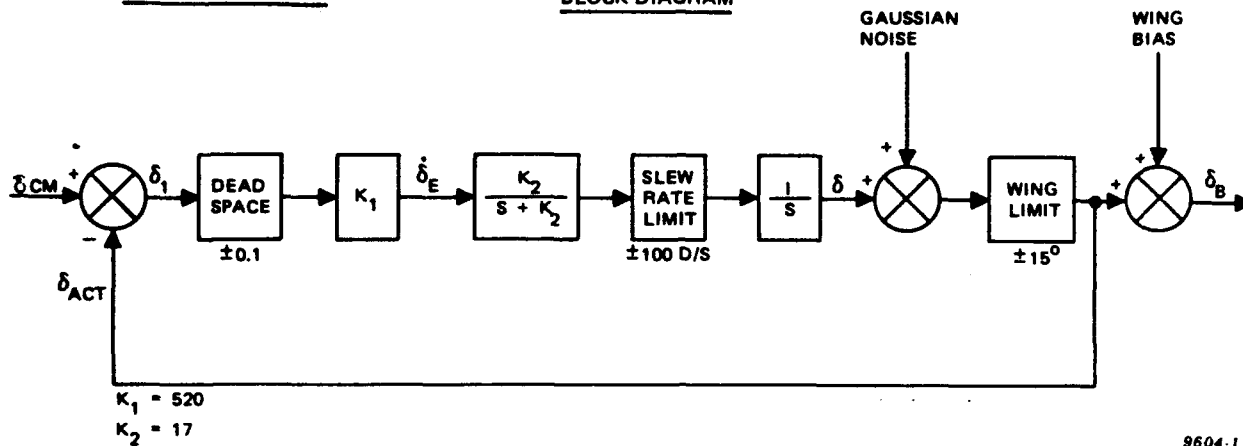 BLOCK DIAGRAM
GAUSSIAN
NOISE
WING
BIAS
δCM
+
−
δ1
DEAD
SPACE
±0.1
K1
δ̇E
K2
S + K2
SLEW
RATE
LIMIT
±100 D/S
I
S
δ
+
+
WING
LIMIT
±15°
+
+
δB
δACT
K1 = 520
K2 = 17
9604-1